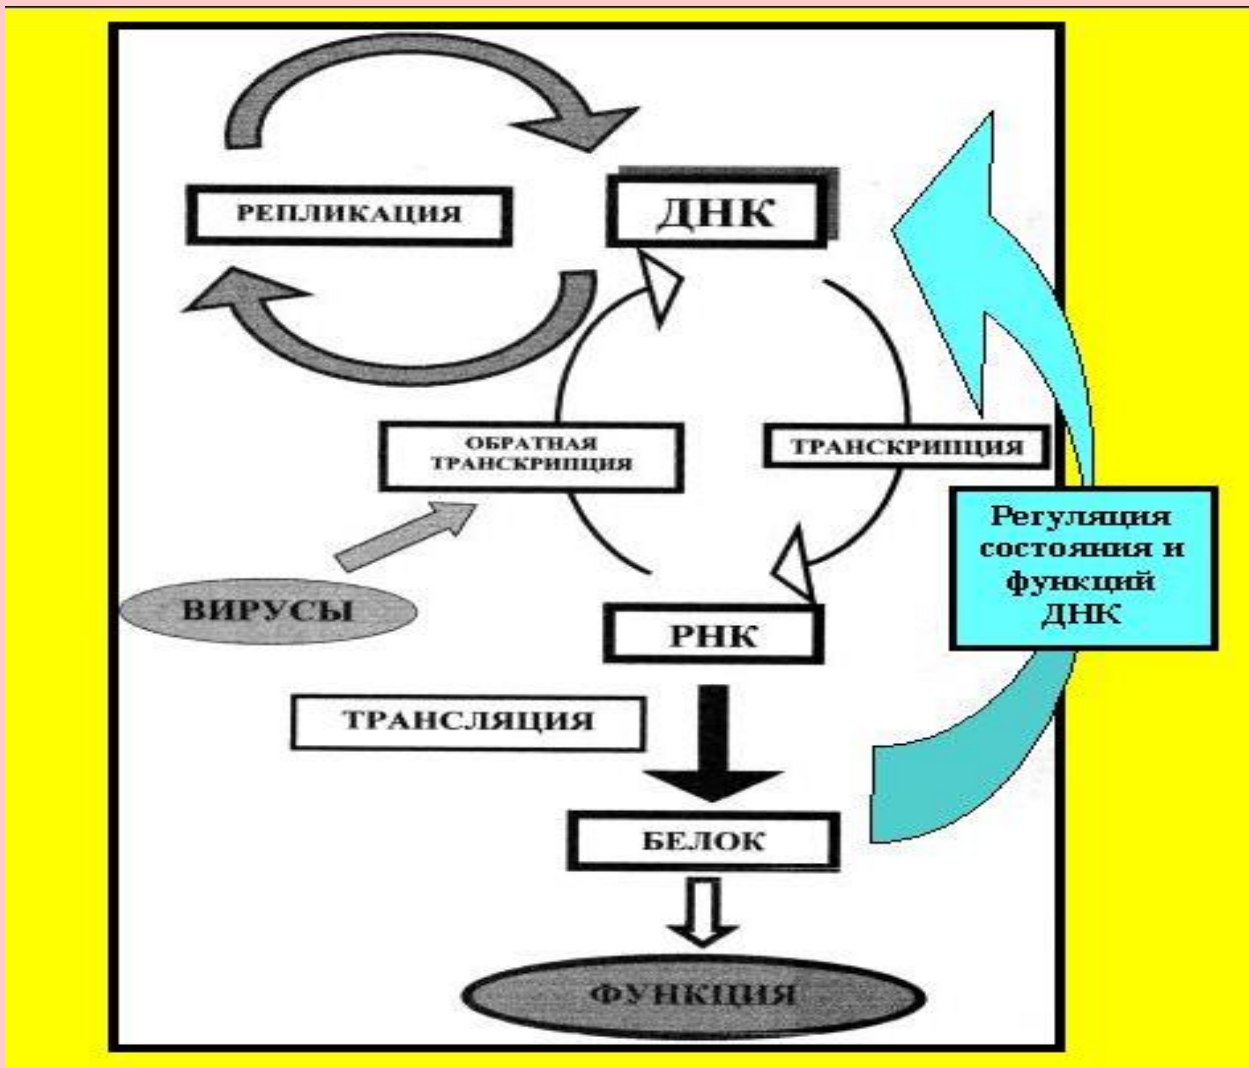 РЕПЛИКАЦИЯ
ДНК
ОБРАТНАЯ
ТРАНСКРИПЦИЯ
ТРАНСКРИПЦИЯ
Регуляция
состояния и
функций
ДНК
ВИРУСЫ
РНК
ТРАНСЛЯЦИЯ
БЕЛОК
ФУНКЦИЯ